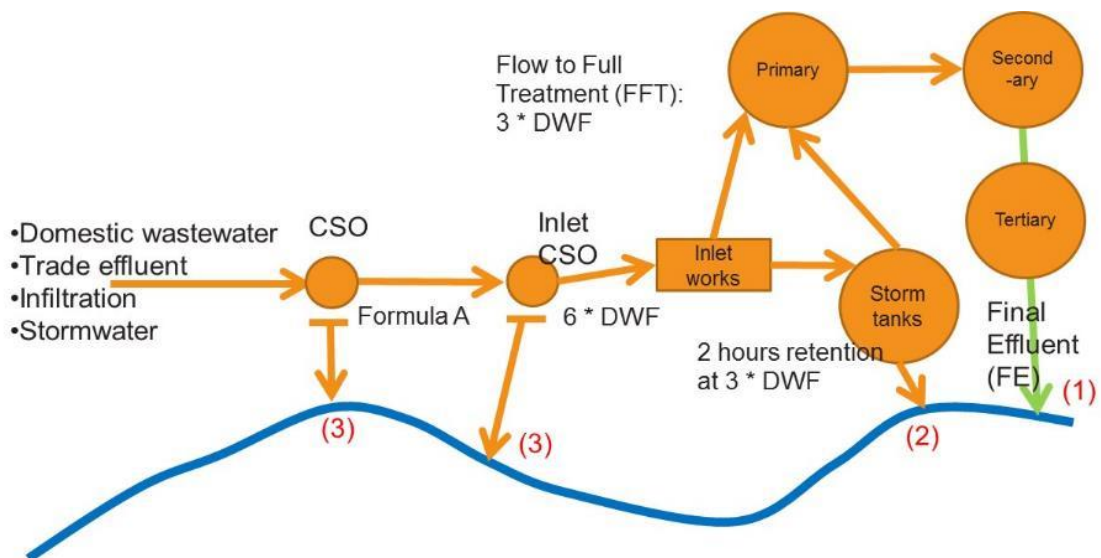 Flow to Full
Treatment (FFT):
3 * DWF
Primary
Second
-ary
Tertiary
•Domestic wastewater
•Trade effluent
•Infiltration
•Stormwater
CSO
Formula A
Inlet
CSO
6 * DWF
Inlet
works
Storm
tanks
2 hours retention
at 3 * DWF
Final
Effluent
(FE)
(1)
(2)
(3)
(3)